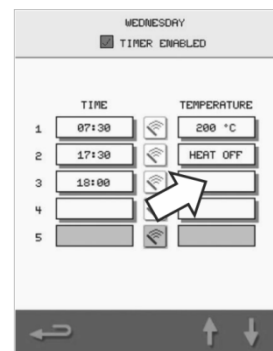 WEDNESDAY
TIMER ENABLED
TIME TEMPERATURE
1 07:30 200 °C
2 17:30 HEAT OFF
3 18:00
4
5